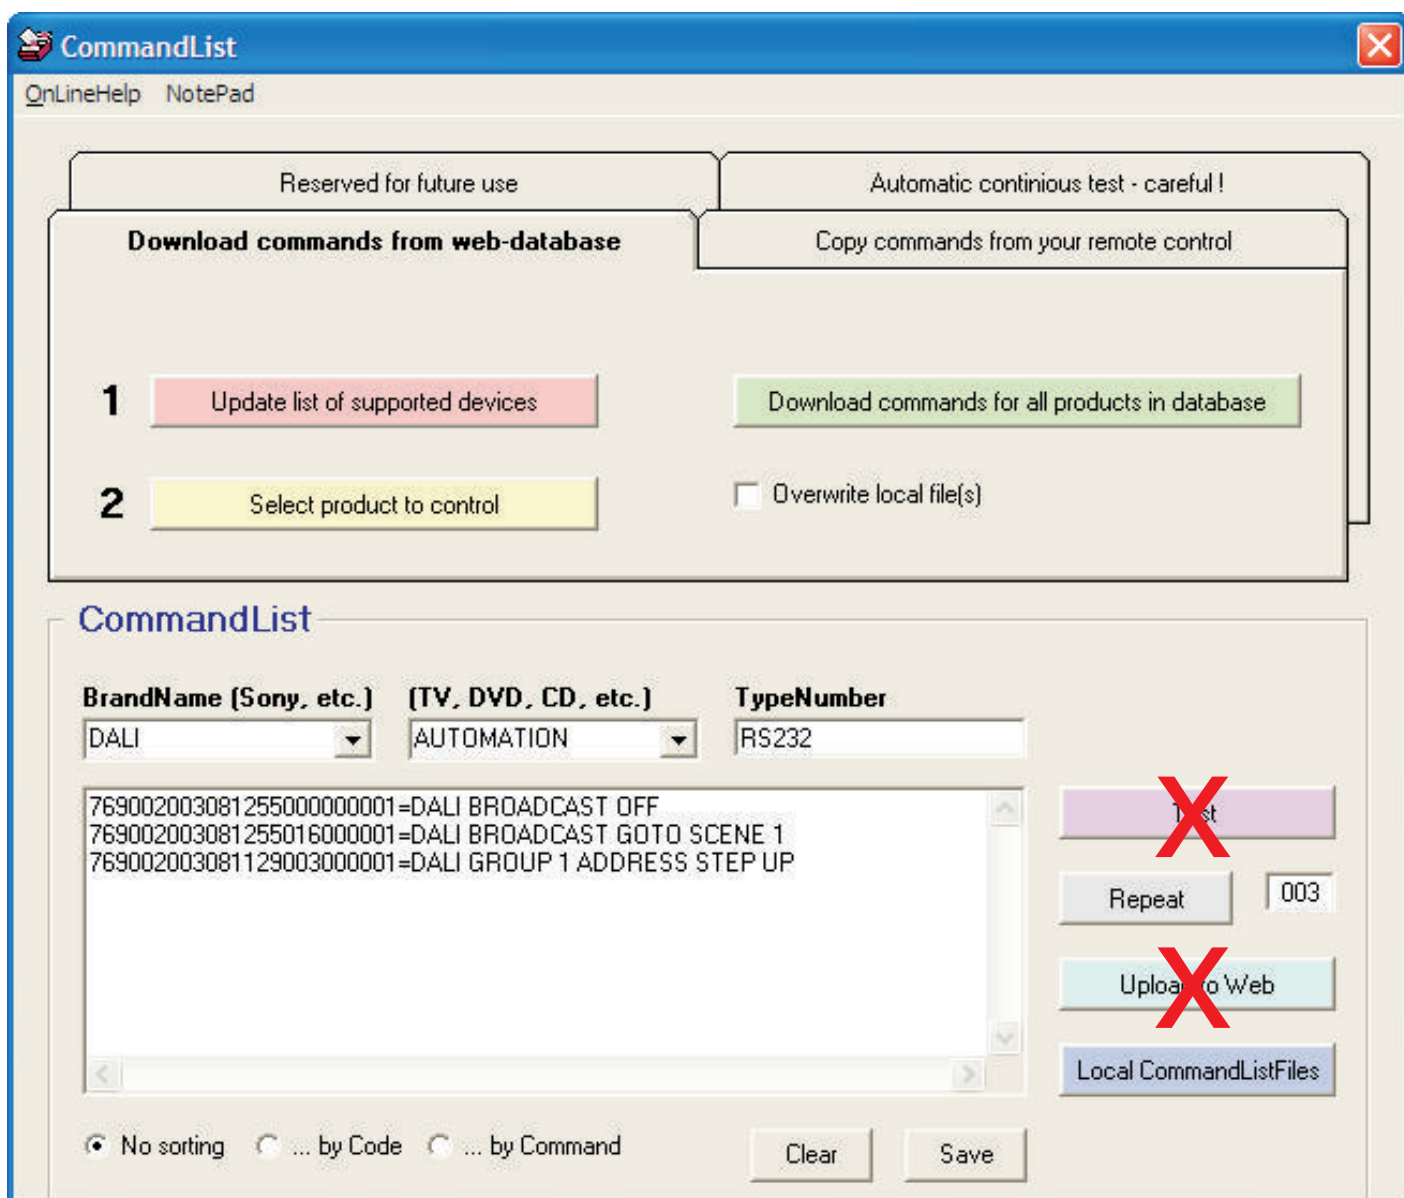 CommandList
OnLineHelp NotePad
Reserved for future use
Automatic continious test - careful !
Download commands from web-database
Copy commands from your remote control
1
Update list of supported devices
Download commands for all products in database
2
Select product to control
Overwrite local file(s)
CommandList
BrandName (Sony, etc.) (TV, DVD, CD, etc.) TypeNumber
DALI AUTOMATION RS232
769002003081255000000001=DALI BROADCAST OFF
769002003081255016000001=DALI BROADCAST GOTO SCENE 1
769002003081129003000001=DALI GROUP 1 ADDRESS STEP UP
Test
X
Repeat 003
Upload to Web
X
Local CommandListFiles
No sorting ... by Code ... by Command
Clear Save